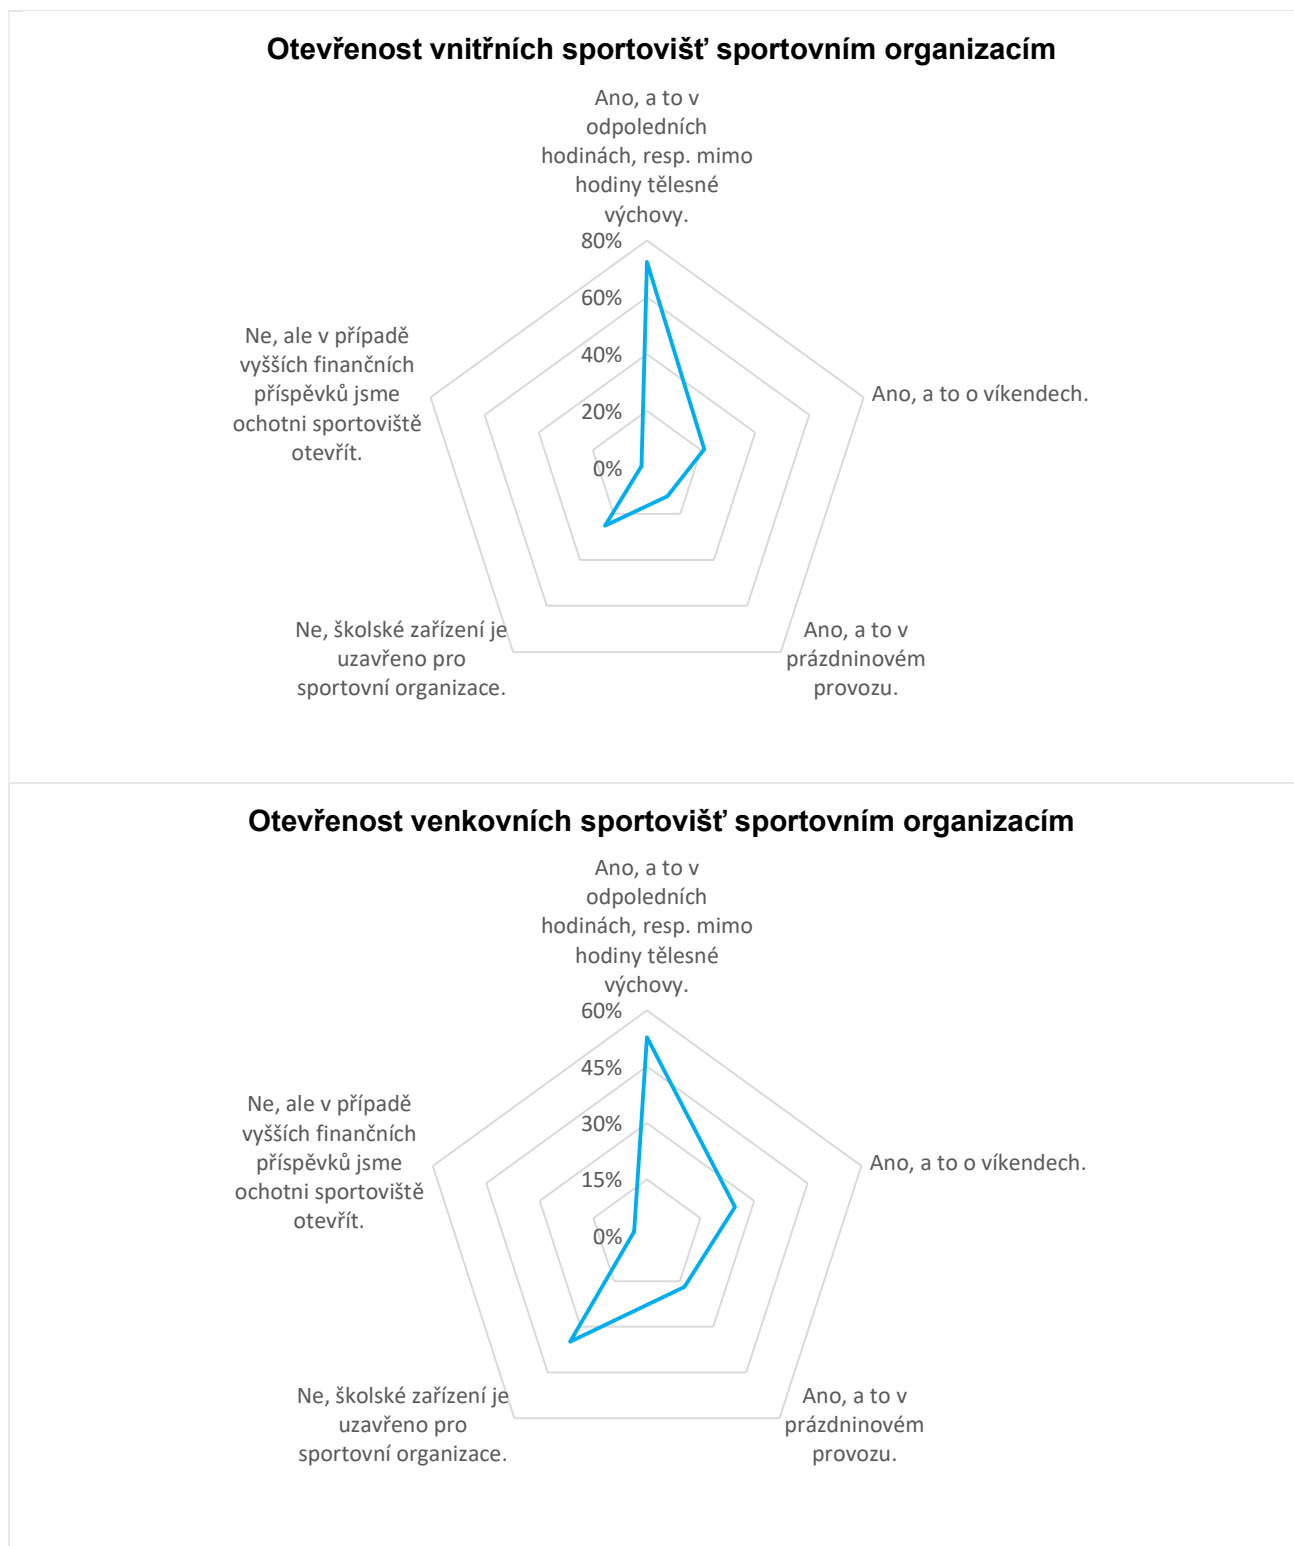 Otevřenost vnitřních sportovišť sportovním organizacím
Ano, a to v
odpoledních
hodinách, resp. mimo
hodiny tělesné
výchovy.
80%
60%
40%
20%
0%
Ano, a to o víkendech.
Ano, a to v
prázdninovém
provozu.
Ne, školské zařízení je
uzavřeno pro
sportovní organizace.
Ne, ale v případě
vyšších finančních
příspěvků jsme
ochotni sportoviště
otevřít.
Otevřenost venkovních sportovišť sportovním organizacím
Ano, a to v
odpoledních
hodinách, resp. mimo
hodiny tělesné
výchovy.
60%
45%
30%
15%
0%
Ano, a to o víkendech.
Ano, a to v
prázdninovém
provozu.
Ne, školské zařízení je
uzavřeno pro
sportovní organizace.
Ne, ale v případě
vyšších finančních
příspěvků jsme
ochotni sportoviště
otevřít.